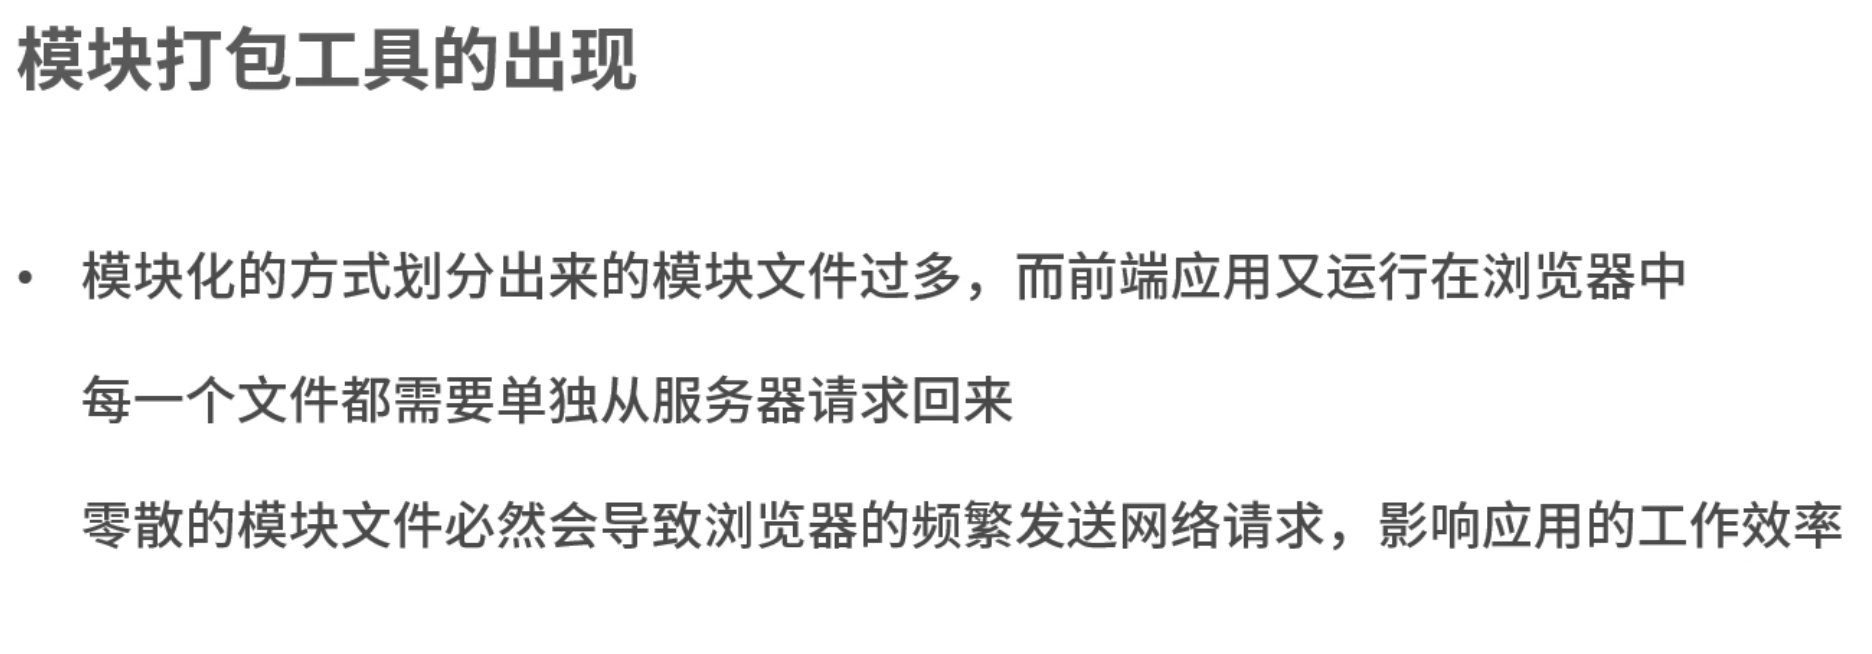 模块打包工具的出现
• 模块化的方式划分出来的模块文件过多，而前端应用又运行在浏览器中
每一个文件都需要单独从服务器请求回来
零散的模块文件必然会导致浏览器的频繁发送网络请求，影响应用的工作效率